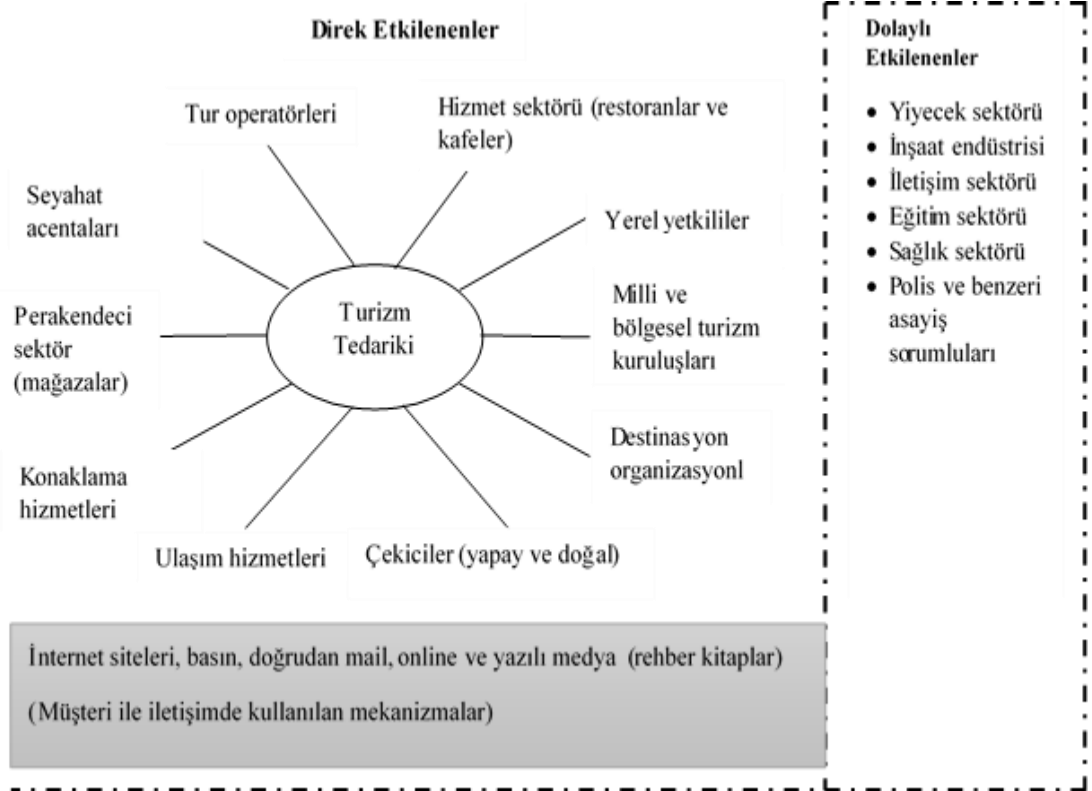 Direk Etkilenenler
Tur operatörleri
Hizmet sektörü (restoranlar ve
kafeler)
Seyahat
acentaları
Yerel yetkililer
Turizm
Tedariki
Perakendeci
sektör
(mağazalar)
Milli ve
bölgesel turizm
kuruluşları
Konaklama
hizmetleri
Destinasyon
organizasyonl
Ulaşım hizmetleri
Çekiciler (yapay ve doğal)
İnternet siteleri, basın, doğrudan mail, online ve yazılı medya (rehber kitaplar)
(Müşteri ile iletişimde kullanılan mekanizmalar)
Dolaylı
Etkilenenler
• Yiyecek sektörü
• İnşaat endüstrisi
• İletişim sektörü
• Eğitim sektörü
• Sağlık sektörü
• Polis ve benzeri
asayiş
sorumluları